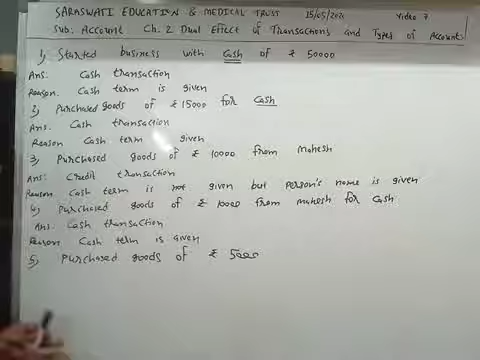 SARASWATI EDUCATION & MEDICAL TRUST 15/05/2021 Video 7
Sub: Account Ch. 2 Dual Effect of Transactions and Types of Account
1) Started business with Cash of ₹ 50000
Ans: Cash transaction
Reason: Cash term is given
2) Purchased goods of ₹ 15000 for Cash
Ans: Cash transaction
Reason Cash term given
3) Purchased goods of ₹ 10000 from Mahesh
Ans: Credit transaction
Reason Cash term is not given but person's name is given
4) Purchased goods of ₹ 10000 from Mahesh for Cash
Ans: Cash transaction
Reason Cash term is given
5) Purchased goods of ₹ 5000